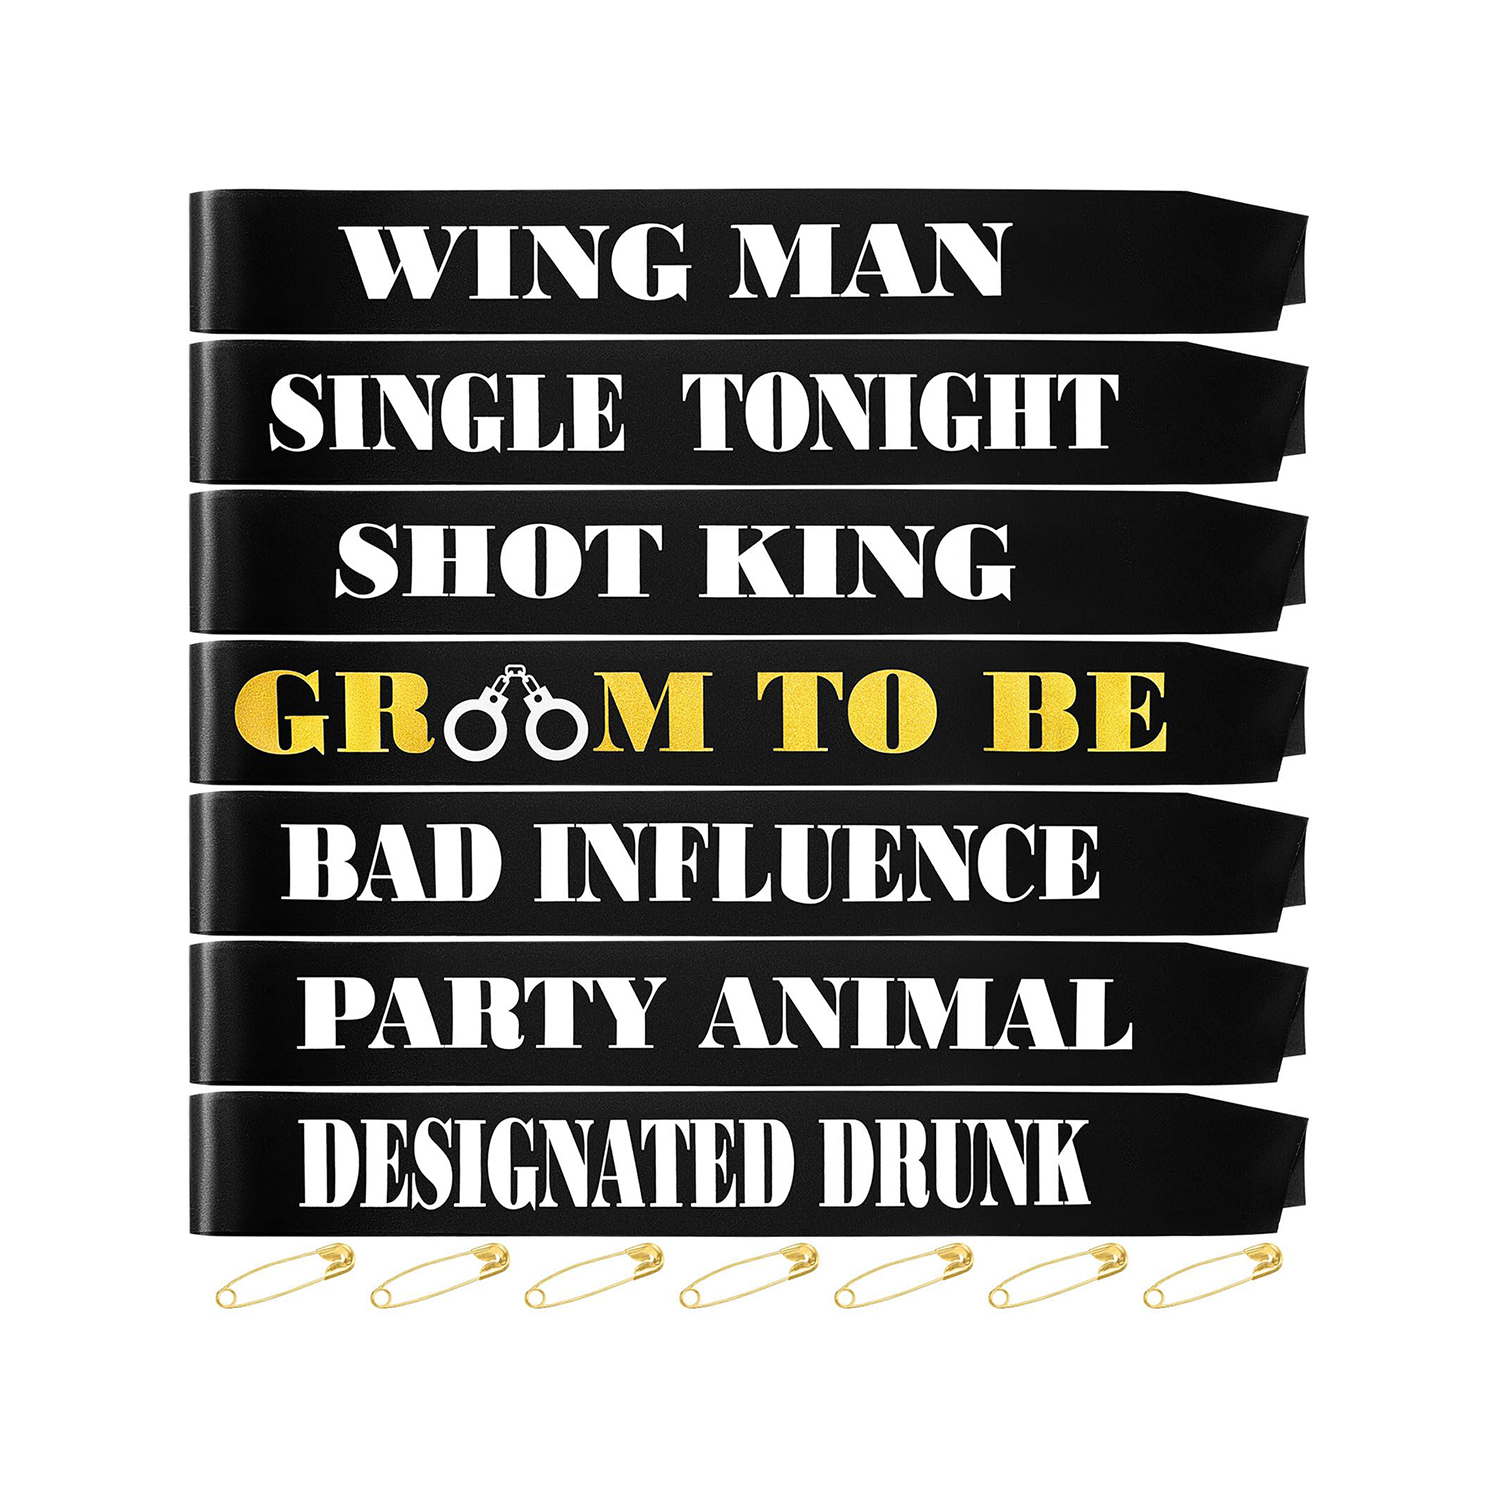 WING MAN
SINGLE TONIGHT
SHOT KING
GROOM TO BE
BAD INFLUENCE
PARTY ANIMAL
DESIGNATED DRUNK